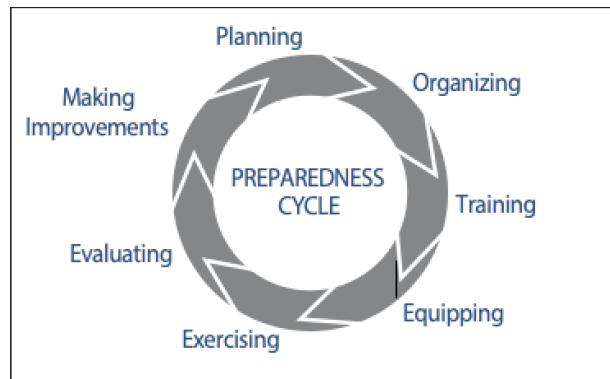 Planning
Organizing
Making
Improvements
PREPAREDNESS
CYCLE
Training
Evaluating
Equipping
Exercising